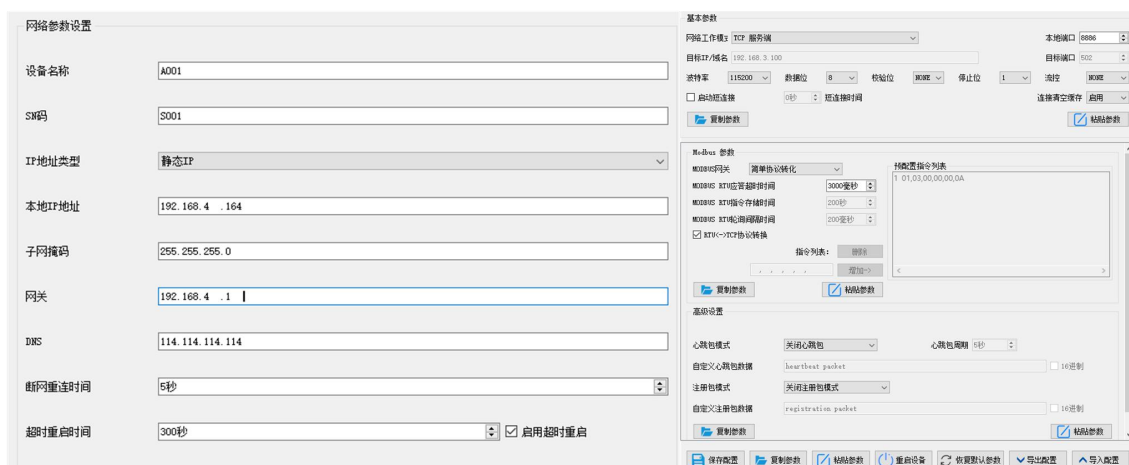 网络参数设置
设备名称 A001
SN码 S001
IP地址类型 静态IP
本地IP地址 192.168.4 .164
子网掩码 255.255.255.0
网关 192.168.4 .1
DNS 114.114.114.114
断网重连时间 5秒
超时重启时间 300秒 启用超时重启
基本参数
网络工作模: TCP 服务端 本地端口 8886
目标IP/域名 192.168.3.100 目标端口 502
波特率 115200 数据位 8 校验位 NONE 停止位 1 流控 NONE
启动短连接 0秒 短连接时间 连接清空缓存 启用
复制参数 粘贴参数
Modbus 参数
MODBUS网关 简单协议转化 预配置指令列表
1 01,03,00,00,00,0A
MODBUS RTU应答超时时间 3000毫秒
MODBUS RTU指令存储时间 200秒
MODBUS RTU轮询间隔时间 200毫秒
RTU<->TCP协议转换
指令列表: 删除
, , , , , 增加->
复制参数 粘贴参数
高级设置
心跳包模式 关闭心跳包 心跳包周期 5秒
自定义心跳包数据 heartbeat packet 16进制
注册包模式 关闭注册包模式
自定义注册包数据 registration packet 16进制
复制参数 粘贴参数
保存配置 复制参数 粘贴参数 重启设备 恢复默认参数 导出配置 导入配置